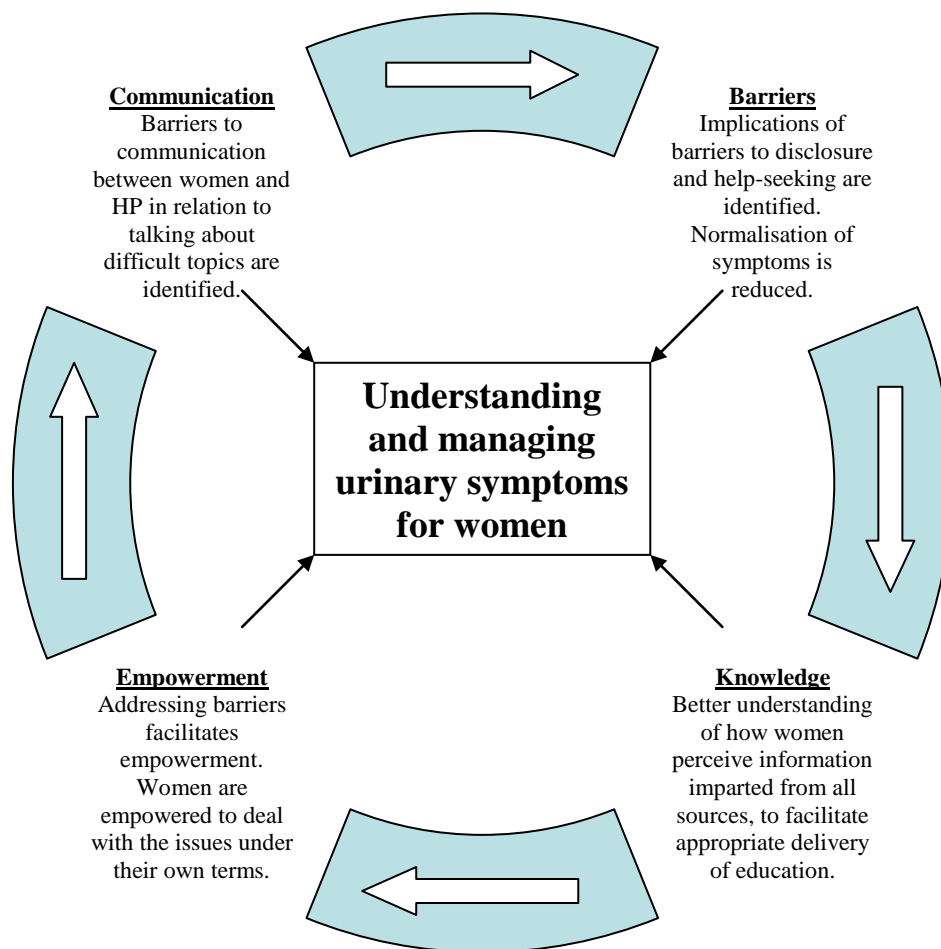 Communication
Barriers to
communication
between women and
HP in relation to
talking about
difficult topics are
identified.
Barriers
Implications of
barriers to disclosure
and help-seeking are
identified.
Normalisation of
symptoms is
reduced.
Understanding
and managing
urinary symptoms
for women
Empowerment
Addressing barriers
facilitates
empowerment.
Women are
empowered to deal
with the issues under
their own terms.
Knowledge
Better understanding
of how women
perceive information
imparted from all
sources, to facilitate
appropriate delivery
of education.